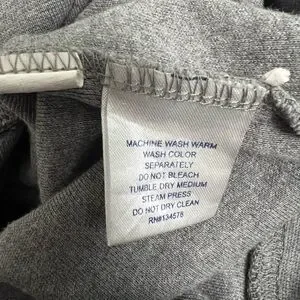 MACHINE WASH WARM
WASH COLOR
SEPARATELY
DO NOT BLEACH
TUMBLE DRY MEDIUM
STEAM PRESS
DO NOT DRY CLEAN
RN#134578